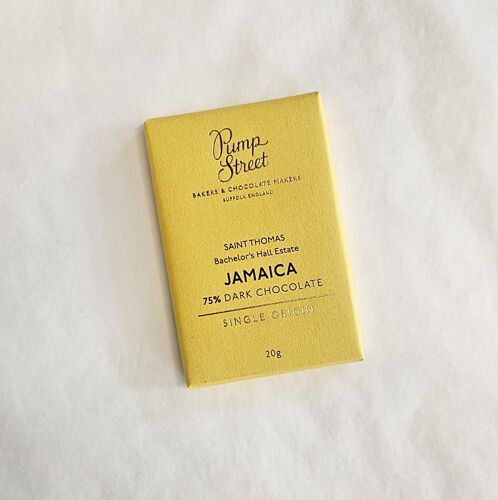 Pump
Street
BAKERS & CHOCOLATE MAKERS
SUFFOLK ENGLAND
SAINT THOMAS
Bachelor's Hall Estate
JAMAICA
75% DARK CHOCOLATE
SINGLE ORIGIN
20g